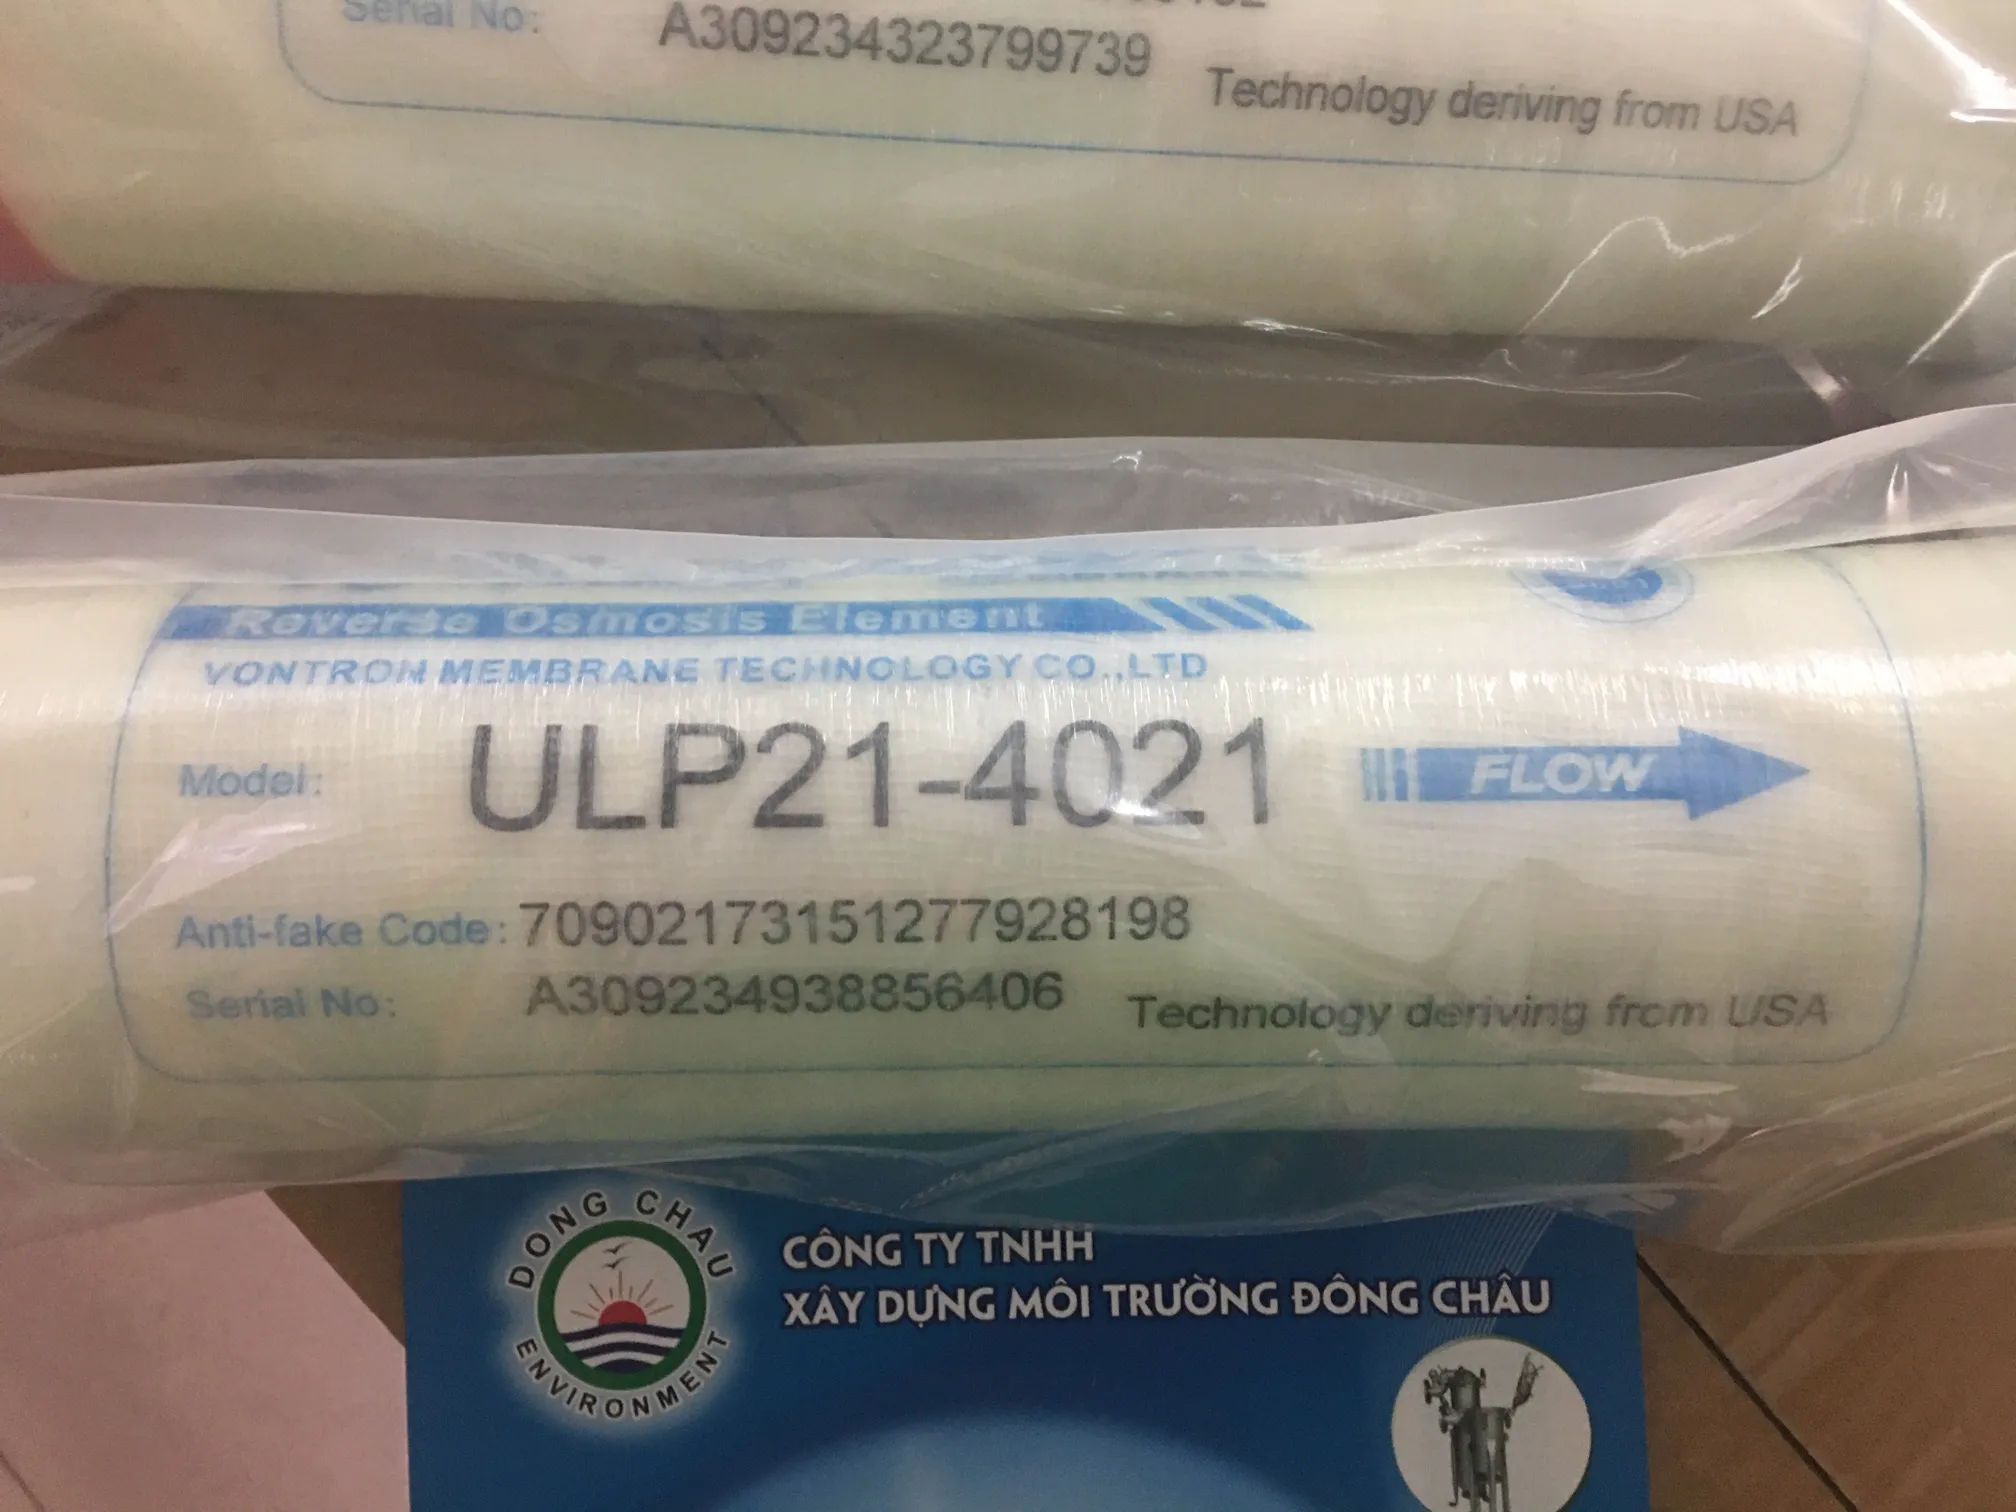 Serial No:
A309234323799739
Technology deriving from USA
Reverse Osmosis Element
VONTRON MEMBRANE TECHNOLOGY CO.,LTD
Model: ULP21-4021
FLOW
Anti-fake Code: 70902173151277928198
Serial No: A309234938856406
Technology deriving from USA
DONG CHAU
ENVIRONMENT
CÔNG TY TNHH
XÂY DỰNG MÔI TRƯỜNG ĐÔNG CHÂU